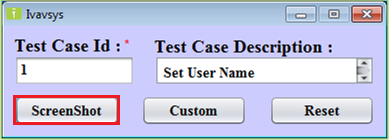 Ivavsys
Test Case Id : * Test Case Description :
1 Set User Name
ScreenShot Custom Reset